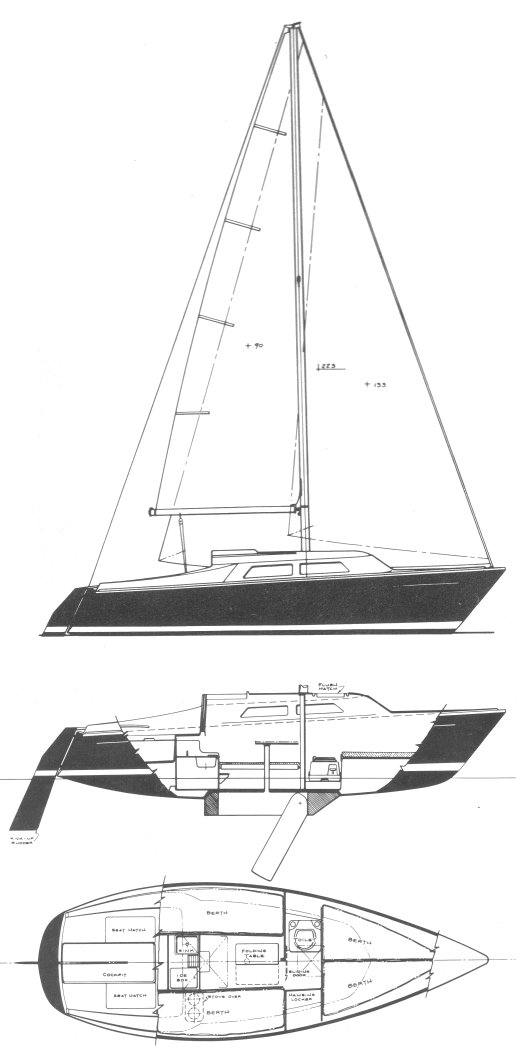 + 90
223
+ 133
FLUSH
HATCH
KICK-UP
RUDDER
BERTH
SEAT HATCH
SINK
TOILET
BERTH
FOLDING
TABLE
COCKPIT
ICE
BOX
SLIDING
DOOR
SEAT HATCH
STOVE OVER
HANGING
LOCKER
BERTH
BERTH